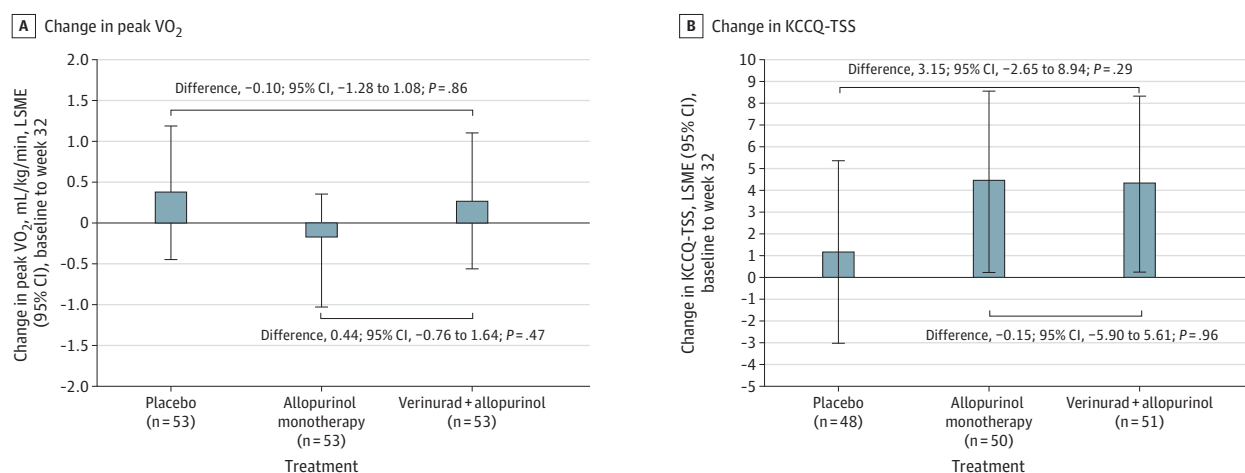 A Change in peak VO₂
2.0
1.5
1.0
0.5
0
-0.5
-1.0
-1.5
-2.0
Change in peak VO₂, mL/kg/min, LSME
(95% CI), baseline to week 32
Difference, −0.10; 95% CI, −1.28 to 1.08; P = .86
Difference, 0.44; 95% CI, −0.76 to 1.64; P = .47
Placebo
(n = 53)
Allopurinol
monotherapy
(n = 53)
Verinurad + allopurinol
(n = 53)
Treatment
B Change in KCCQ-TSS
10
9
8
7
6
5
4
3
2
1
0
-1
-2
-3
-4
-5
Change in KCCQ-TSS, LSME (95% CI),
baseline to week 32
Difference, 3.15; 95% CI, −2.65 to 8.94; P = .29
Difference, −0.15; 95% CI, −5.90 to 5.61; P = .96
Placebo
(n = 48)
Allopurinol
monotherapy
(n = 50)
Verinurad + allopurinol
(n = 51)
Treatment